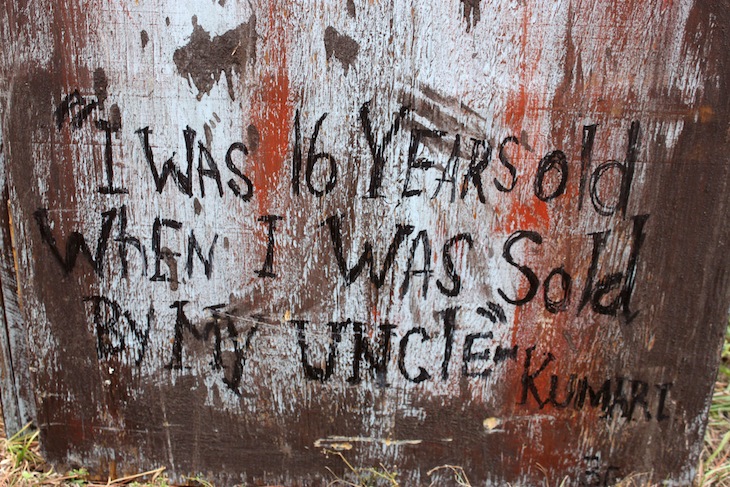 "I WAS 16 YEARS old
WHEN I WAS Sold
BY MY UNCLE" - KUMARI